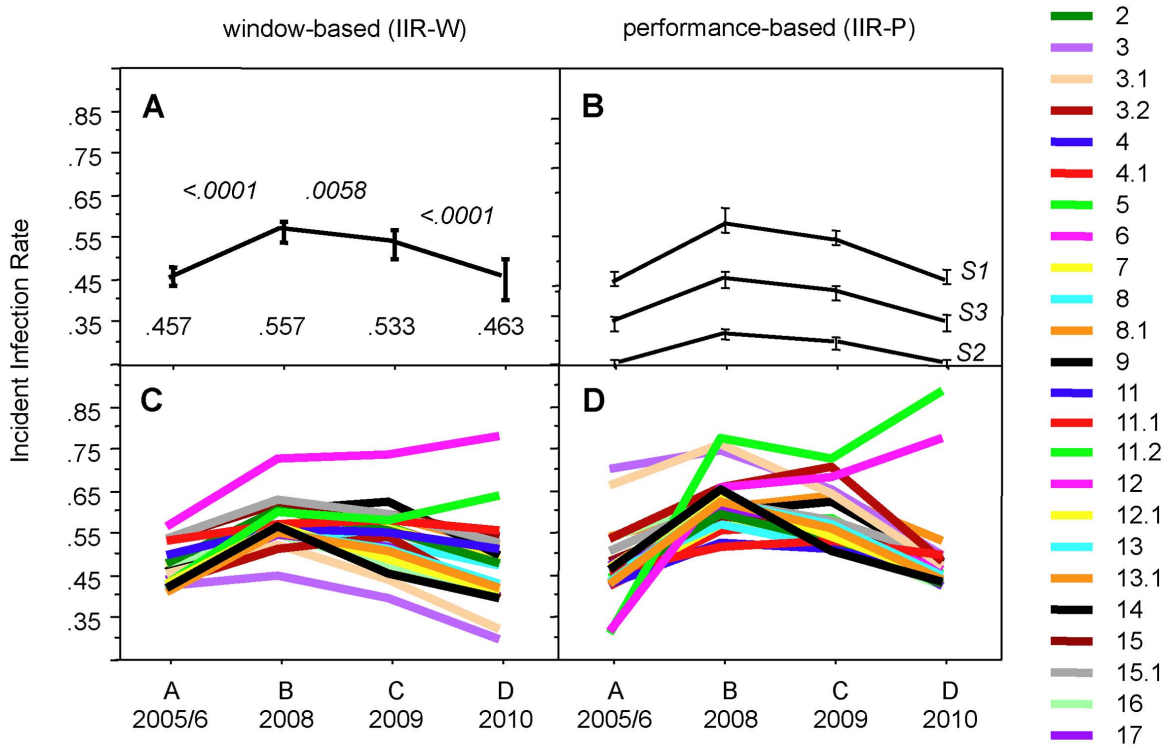 window-based (IIR-W)
performance-based (IIR-P)
Incident Infection Rate
A
.85
.75
.65
.55
.45
.35
<.0001
.0058
<.0001
.457
.557
.533
.463
B
S1
S3
S2
C
.85
.75
.65
.55
.45
.35
D
A
B
C
D
2005/6
2008
2009
2010
A
B
C
D
2005/6
2008
2009
2010
2
3
3.1
3.2
4
4.1
5
6
7
8
8.1
9
11
11.1
11.2
12
12.1
13
13.1
14
15
15.1
16
17